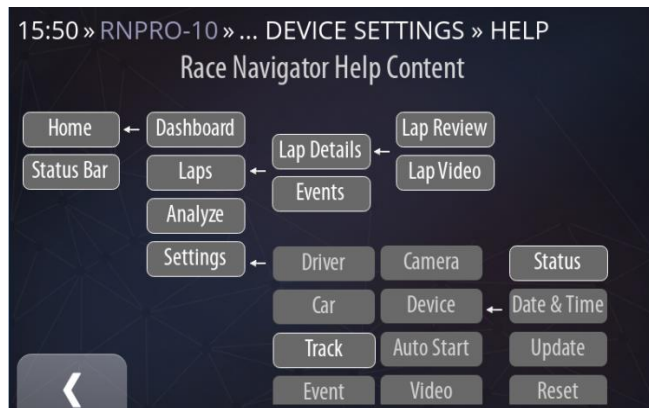 15:50 » RNPRO-10 » ... DEVICE SETTINGS » HELP
Race Navigator Help Content
Home Dashboard Lap Review
Lap Details
Status Bar Laps Lap Video
Events
Analyze
Settings Driver Camera Status
Car Device Date & Time
Track Auto Start Update
Event Video Reset